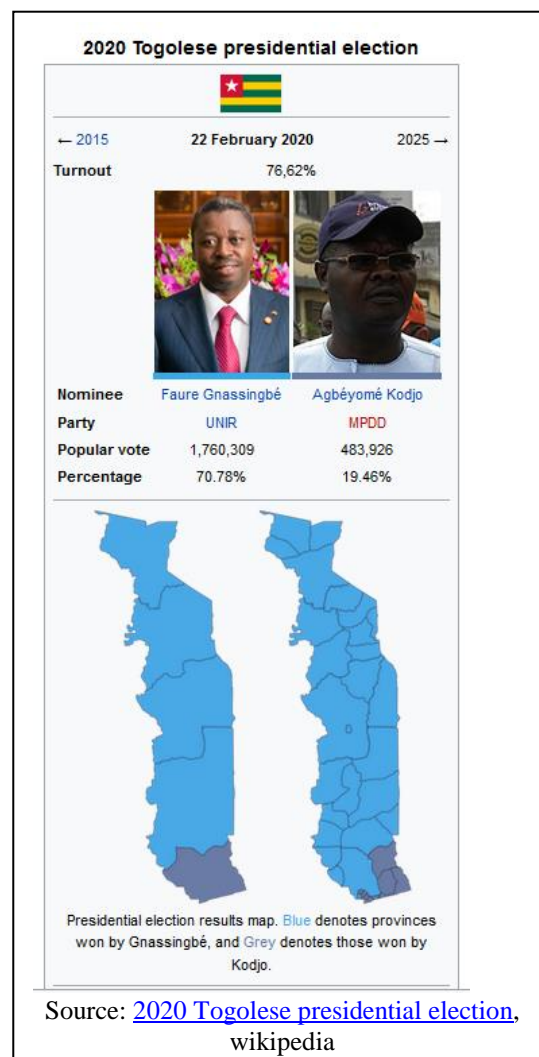 2020 Togolese presidential election
← 2015 22 February 2020 2025 →
Turnout 76,62%
Nominee Faure Gnassingbé Agbéyomé Kodjo
Party UNIR MPDD
Popular vote 1,760,309 483,926
Percentage 70.78% 19.46%
Presidential election results map. Blue denotes provinces
won by Gnassingbé, and Grey denotes those won by
Kodjo.
Source: 2020 Togolese presidential election,
wikipedia